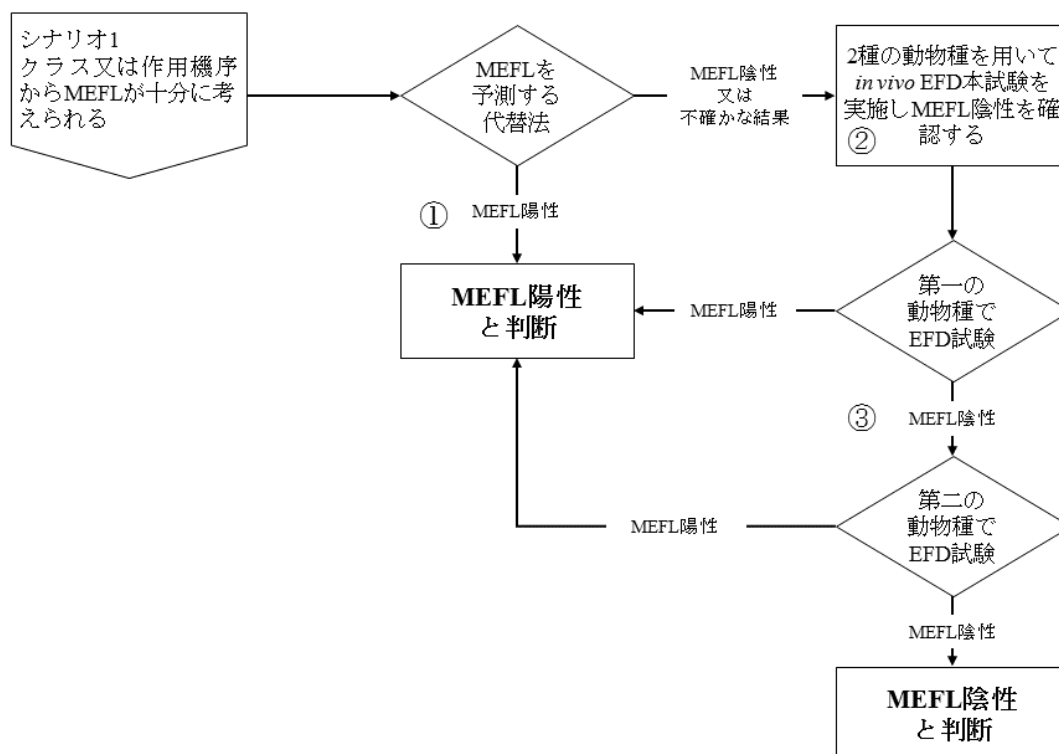 シナリオ1
クラス又は作用機序
からMEFLが十分に考
えられる
MEFLを
予測する
代替法
MEFL陰性
又は
不確かな結果
2種の動物種を用いて
in vivo EFD本試験を
実施しMEFL陰性を確
認する
②
①
MEFL陽性
MEFL陽性
と判断
MEFL陽性
第一の
動物種で
EFD試験
③
MEFL陰性
MEFL陽性
第二の
動物種で
EFD試験
MEFL陰性
MEFL陰性
と判断